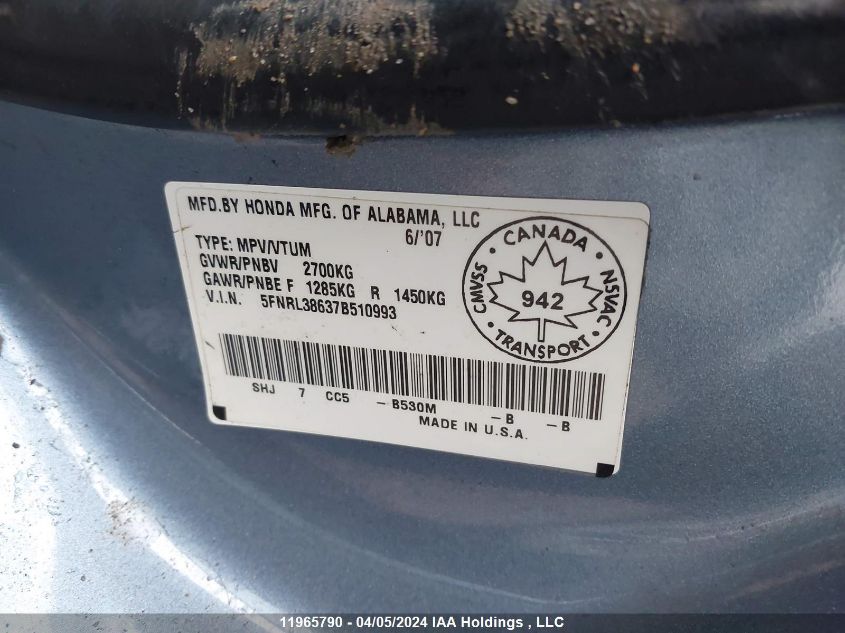 MFD.BY HONDA MFG. OF ALABAMA, LLC
6/'07
TYPE: MPV/VTUM
GVWR/PNBV 2700KG
GAWR/PNBE F 1285KG R 1450KG
V.I.N. 5FNRL38637B510993
CANADA
CMVSS
NSVAC
942
TRANSPORT
SHJ 7 CC5 -B530M -B -B
MADE IN U.S.A.
11965790 - 04/05/2024 IAA Holdings , LLC